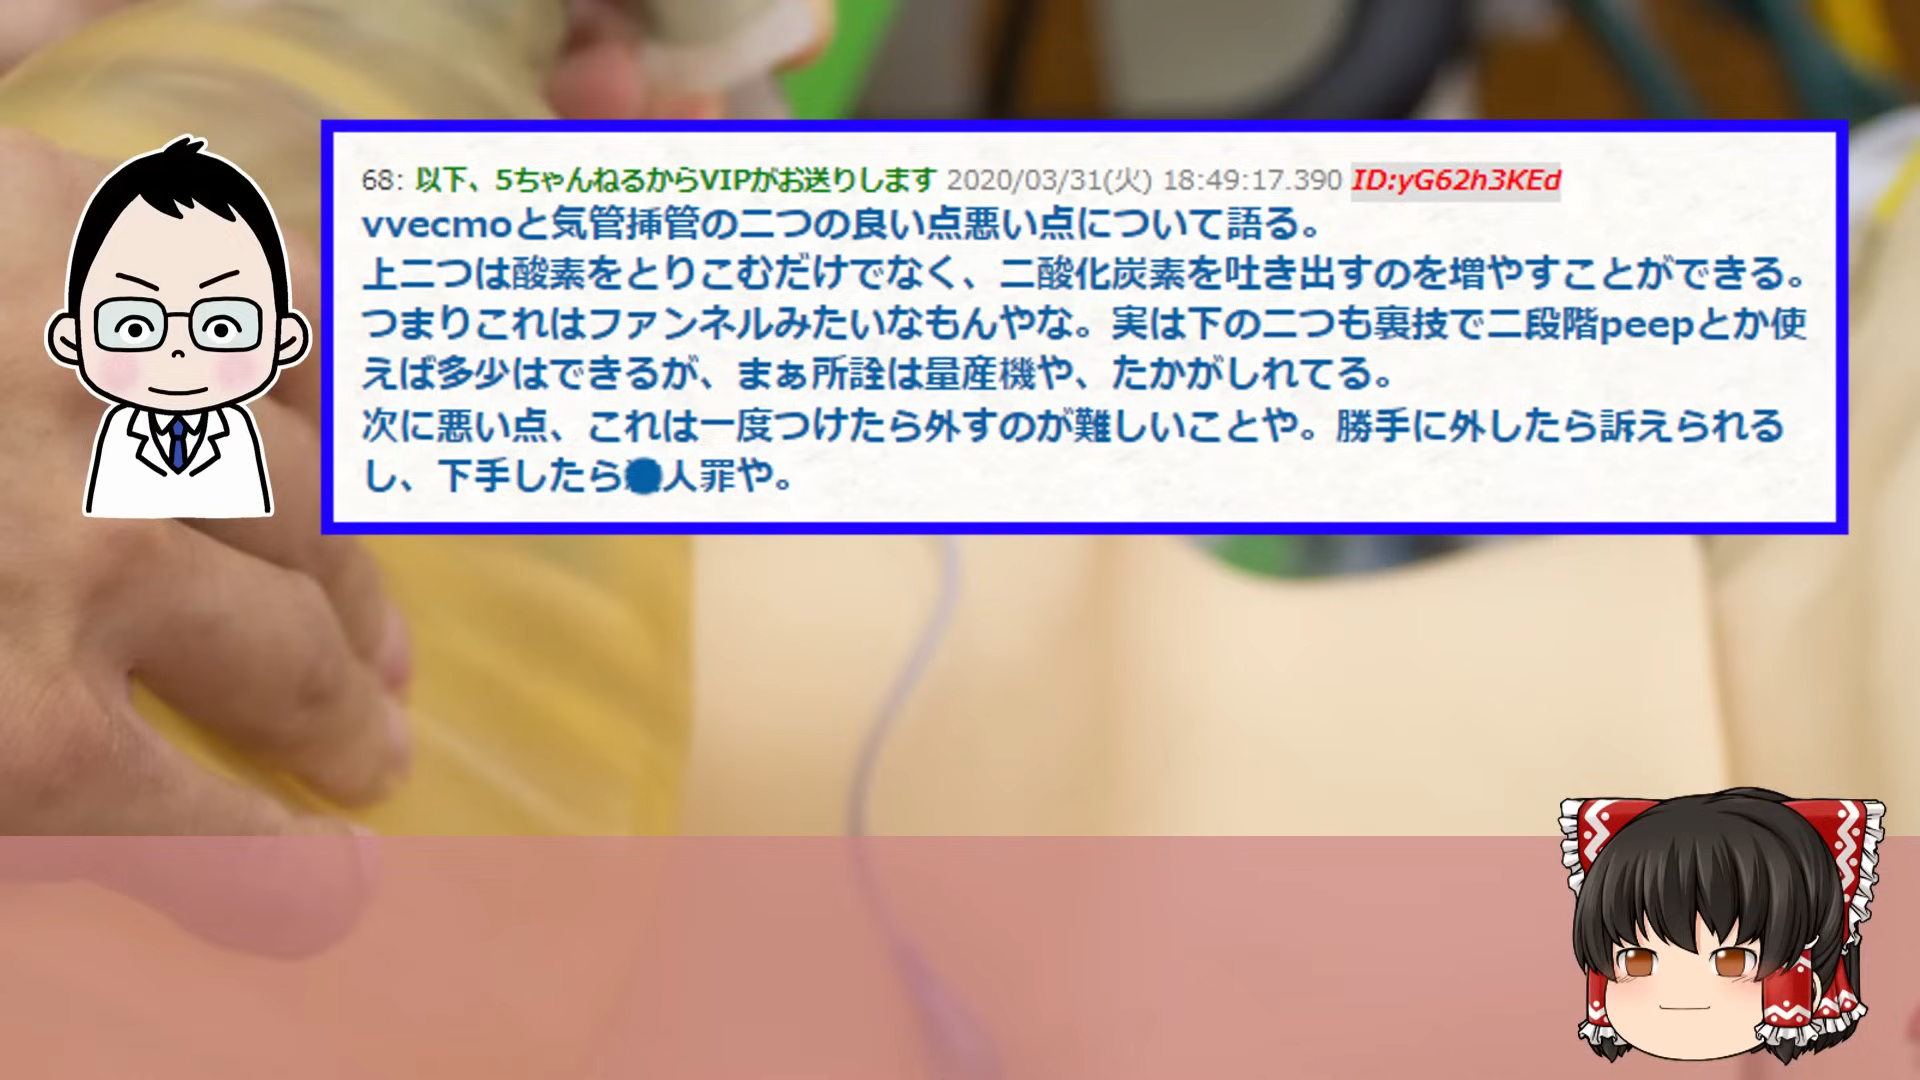 68: 以下、5ちゃんねるからVIPがお送りします 2020/03/31(火) 18:49:17.390 ID:yG62h3KEd
vvecmoと気管挿管の二つの良い点悪い点について語る。
上二つは酸素をとりこむだけでなく、二酸化炭素を吐き出すのを増やすことができる。
つまりこれはファンネルみたいなもんやな。実は下の二つも裏技で二段階peepとか使
えば多少はできるが、まぁ所詮は量産機や、たかがしれてる。
次に悪い点、これは一度つけたら外すのが難しいことや。勝手に外したら訴えられる
し、下手したら●人罪や。